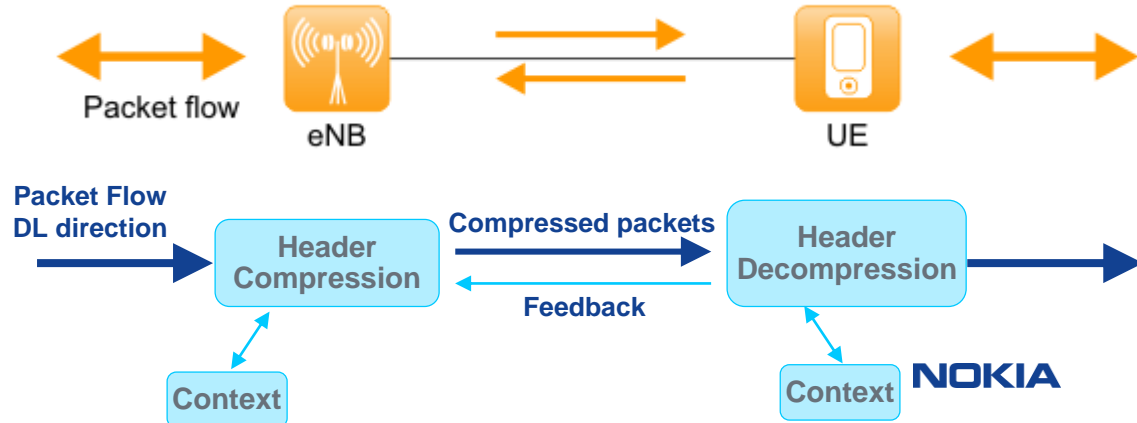 Packet flow
eNB
UE
Packet Flow
DL direction
Header
Compression
Compressed packets
Feedback
Header
Decompression
Context
Context
NOKIA